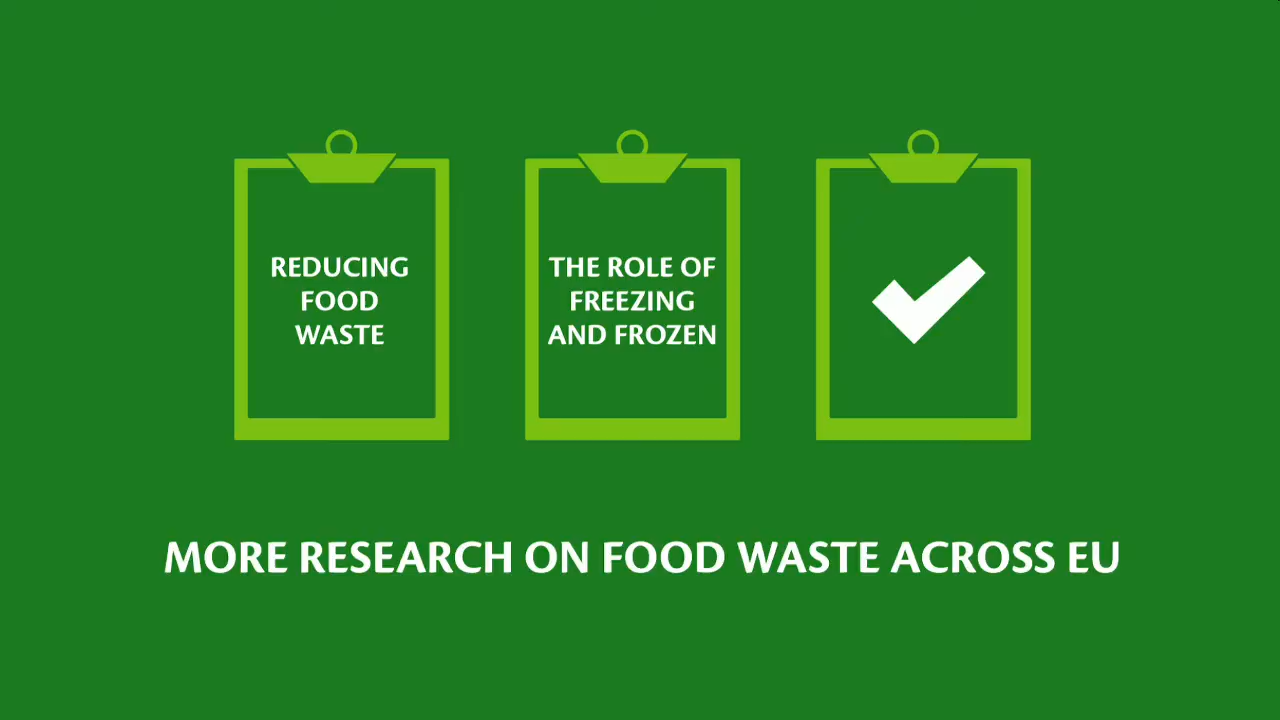 REDUCING
FOOD
WASTE
THE ROLE OF
FREEZING
AND FROZEN
MORE RESEARCH ON FOOD WASTE ACROSS EU